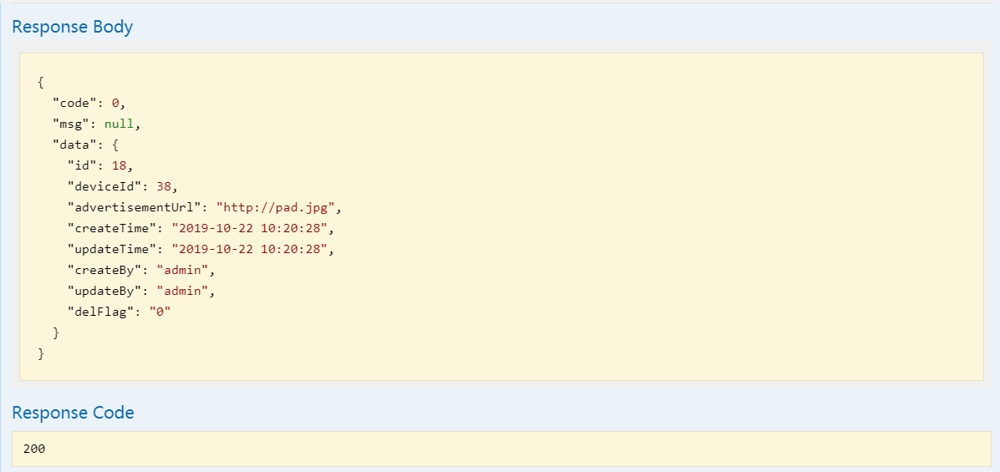 Response Body
{
"code": 0,
"msg": null,
"data": {
"id": 18,
"deviceId": 38,
"advertisementUrl": "http://pad.jpg",
"createTime": "2019-10-22 10:20:28",
"updateTime": "2019-10-22 10:20:28",
"createBy": "admin",
"updateBy": "admin",
"delFlag": "0"
}
}
Response Code
200